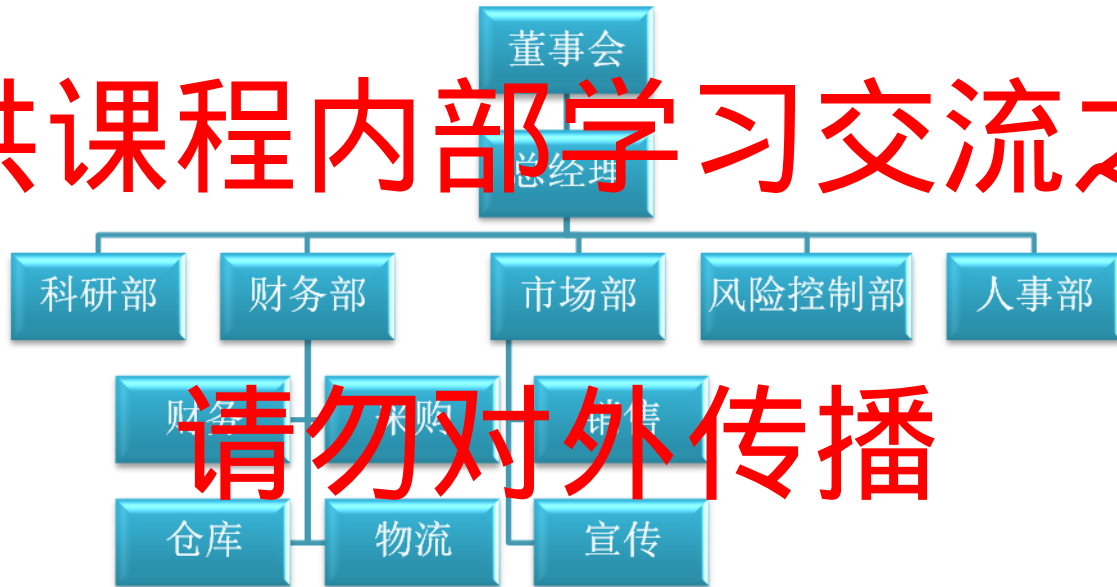 董事会
供课程内部学习交流之
总经理
科研部 财务部 市场部 风险控制部 人事部
财务 采购 销售
请勿对外传播
仓库 物流 宣传